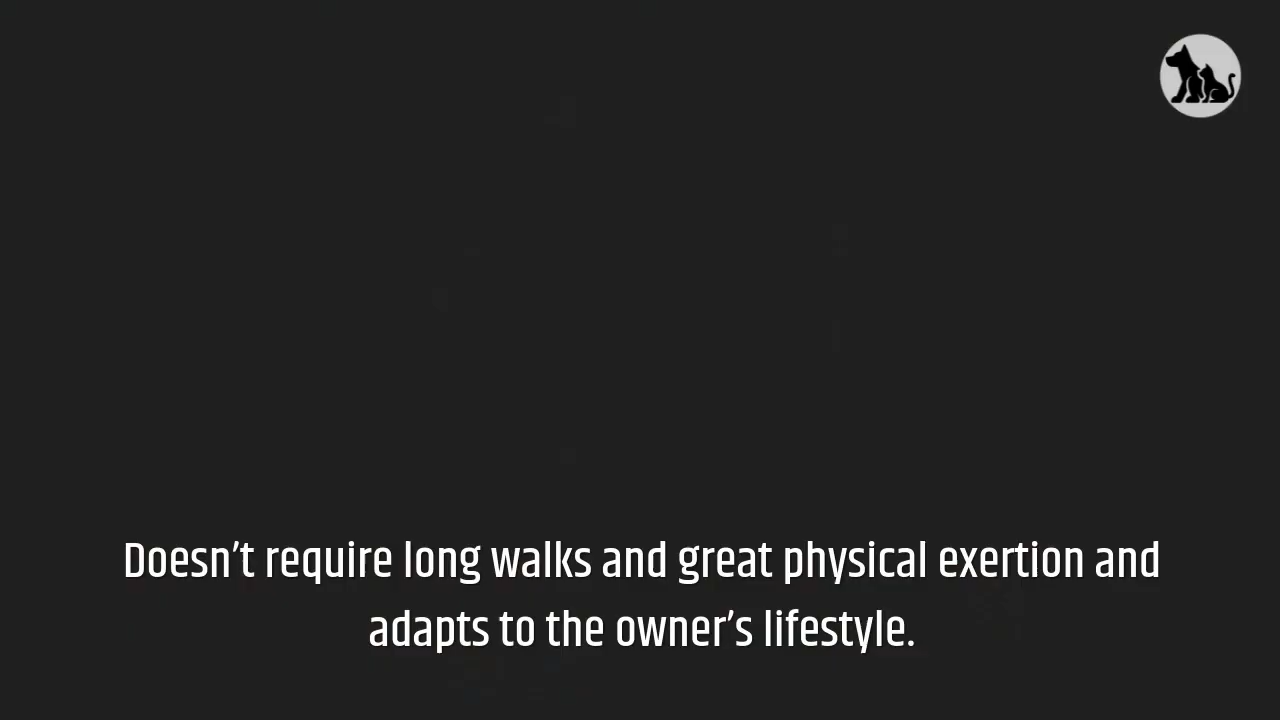 Doesn’t require long walks and great physical exertion and
adapts to the owner’s lifestyle.